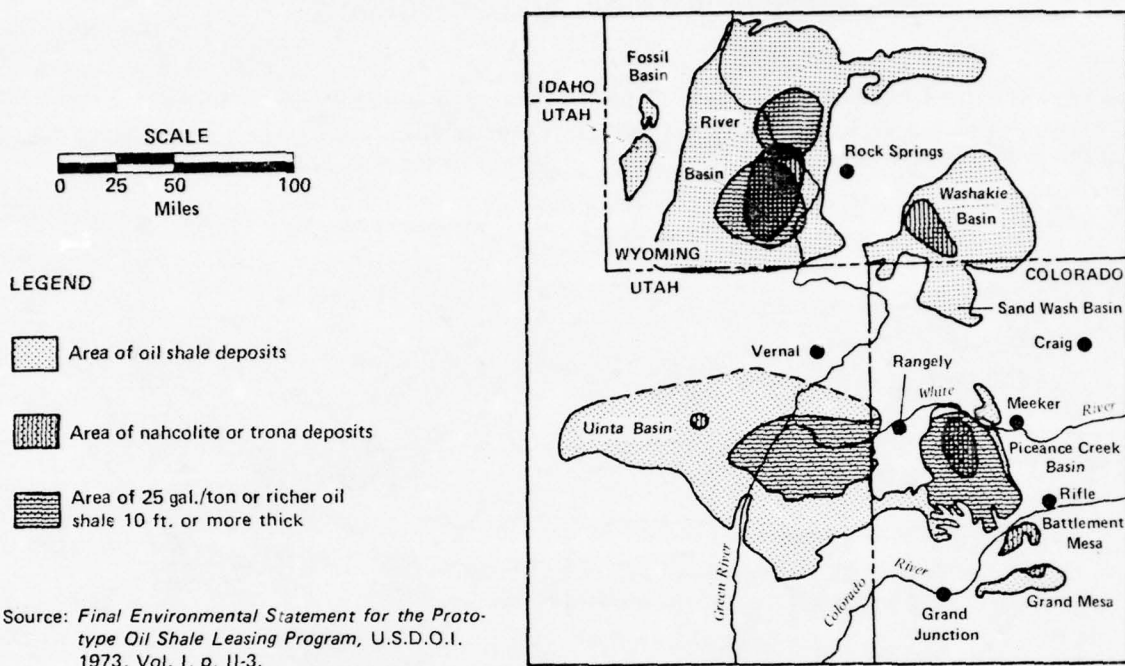 SCALE
0 25 50 100
Miles
LEGEND
Area of oil shale deposits
Area of nahcolite or trona deposits
Area of 25 gal./ton or richer oil
shale 10 ft. or more thick
Source: Final Environmental Statement for the Proto-
type Oil Shale Leasing Program, U.S.D.O.I.
1973, Vol. I, p. II-3.
Fossil
Basin
IDAHO
UTAH
River
Basin
Rock Springs
Washakie
Basin
WYOMING
UTAH
COLORADO
Sand Wash Basin
Vernal
Craig
Rangely
White
River
Meeker
Uinta Basin
Piceance Creek
Basin
Rifle
Battlement
Mesa
Green River
Colorado
River
Grand Mesa
Grand
Junction